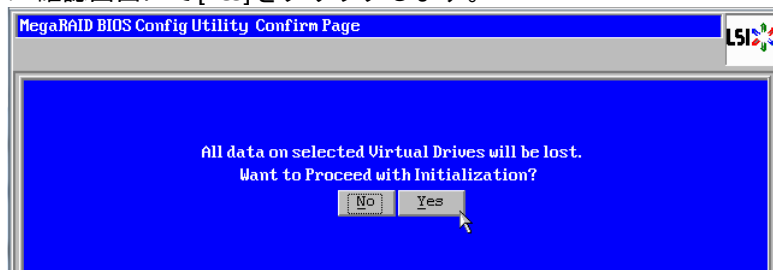 MegaRAID BIOS Config Utility Confirm Page
LSI
All data on selected Virtual Drives will be lost.
Want to Proceed with Initialization?
No Yes